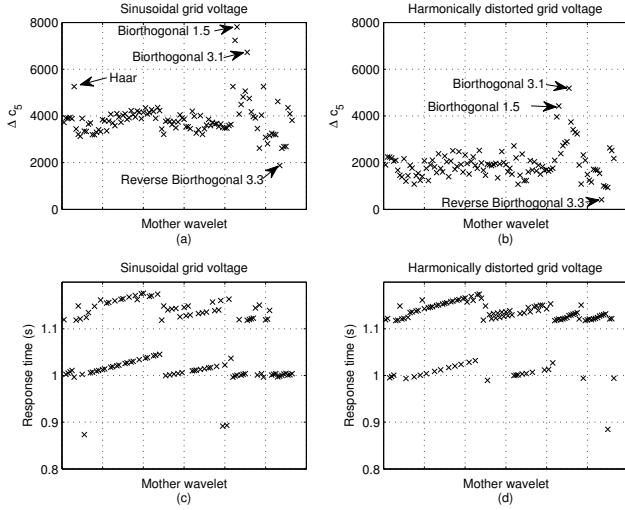 Sinusoidal grid voltage
8000
6000
4000
2000
0
Δ c5
Biorthogonal 1.5
Biorthogonal 3.1
Haar
Reverse Biorthogonal 3.3
Mother wavelet
(a)
Harmonically distorted grid voltage
8000
6000
4000
2000
0
Δ c5
Biorthogonal 3.1
Biorthogonal 1.5
Reverse Biorthogonal 3.3
Mother wavelet
(b)
Sinusoidal grid voltage
1.1
1
0.9
0.8
Response time (s)
Mother wavelet
(c)
Harmonically distorted grid voltage
1.1
1
0.9
0.8
Response time (s)
Mother wavelet
(d)